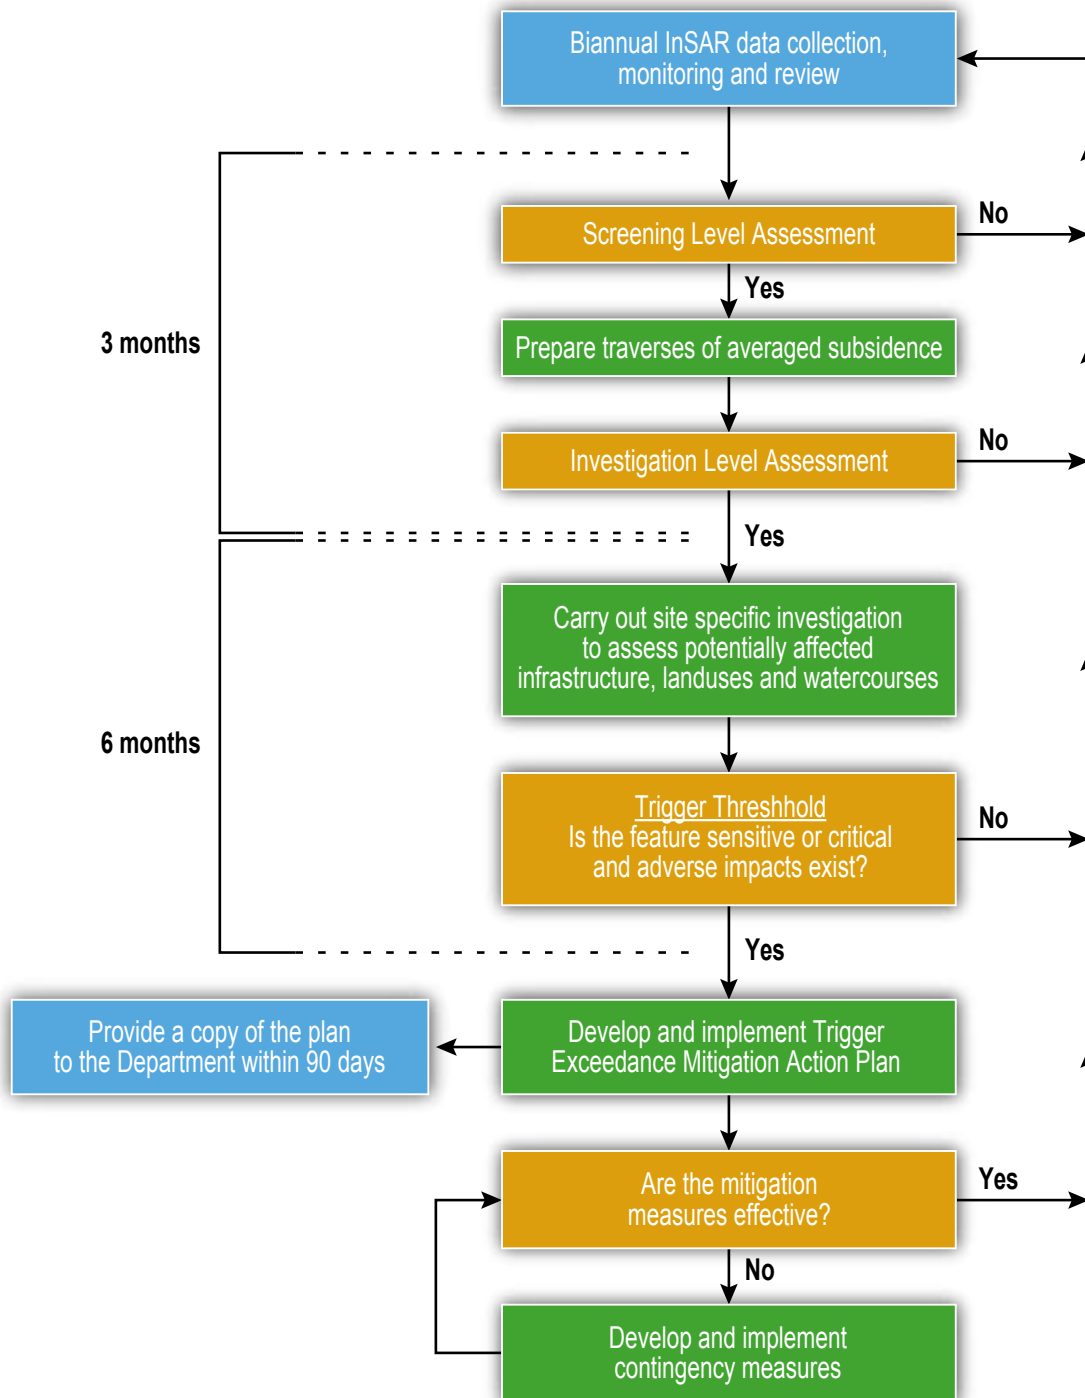 Biannual InSAR data collection,
monitoring and review
Screening Level Assessment
No
Yes
3 months
Prepare traverses of averaged subsidence
Investigation Level Assessment
No
Yes
Carry out site specific investigation
to assess potentially affected
infrastructure, landuses and watercourses
6 months
Trigger Threshhold
Is the feature sensitive or critical
and adverse impacts exist?
No
Yes
Provide a copy of the plan
to the Department within 90 days
Develop and implement Trigger
Exceedance Mitigation Action Plan
Are the mitigation
measures effective?
Yes
No
Develop and implement
contingency measures